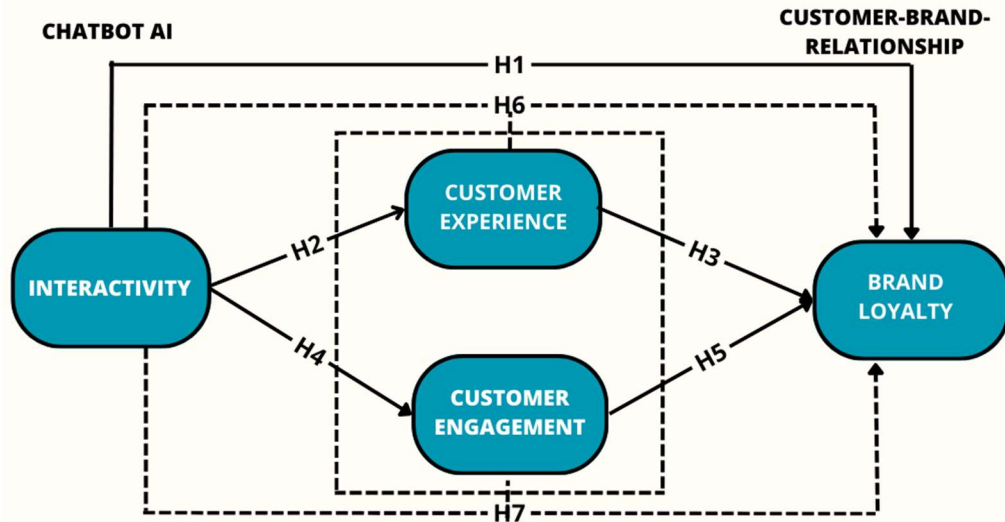 CHATBOT AI
CUSTOMER-BRAND-
RELATIONSHIP
H1
H6
CUSTOMER
EXPERIENCE
H2
H3
INTERACTIVITY
BRAND
LOYALTY
H4
H5
CUSTOMER
ENGAGEMENT
H7